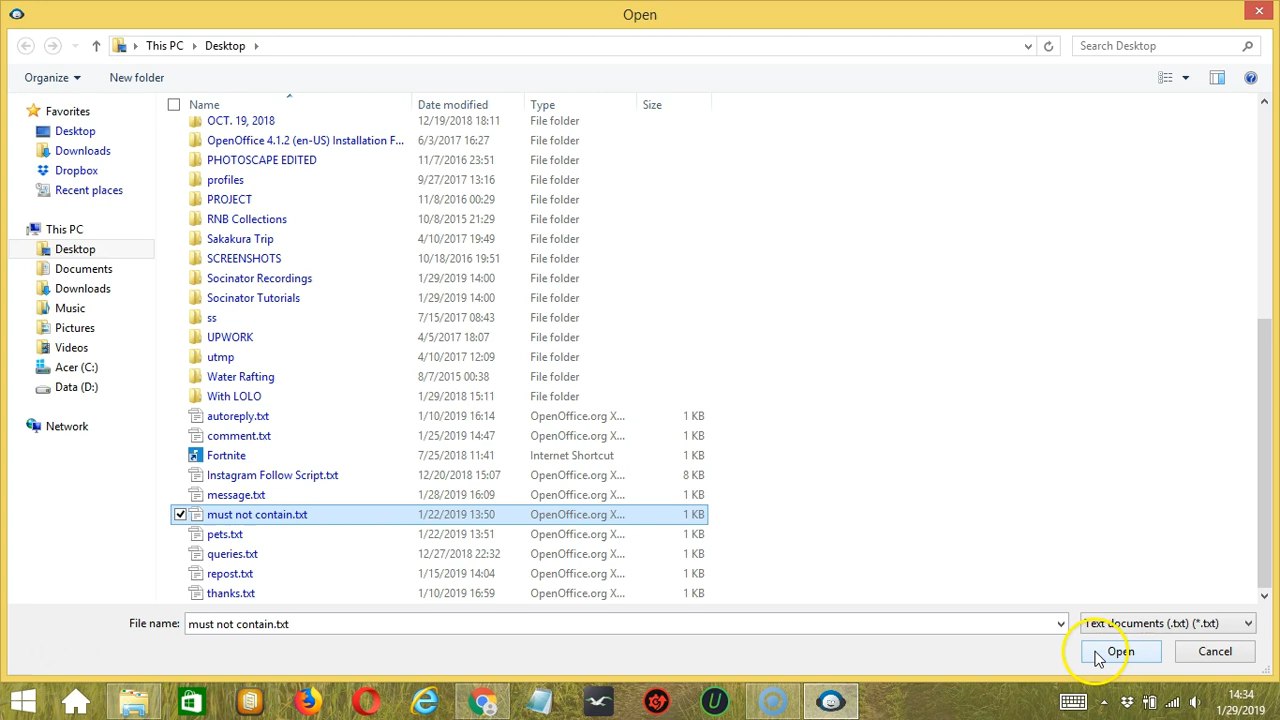 Open
This PC Desktop
Search Desktop
Organize New folder
Name Date modified Type Size
Favorites
Desktop
Downloads
Dropbox
Recent places
This PC
Desktop
Documents
Downloads
Music
Pictures
Videos
Acer (C:)
Data (D:)
Network
OCT. 19, 2018 12/19/2018 18:11 File folder
OpenOffice 4.1.2 (en-US) Installation F... 6/3/2017 16:27 File folder
PHOTOSCAPE EDITED 11/7/2016 23:51 File folder
profiles 9/27/2017 13:16 File folder
PROJECT 11/8/2016 00:29 File folder
RNB Collections 10/8/2015 21:29 File folder
Sakakura Trip 4/10/2017 19:49 File folder
SCREENSHOTS 10/18/2016 19:51 File folder
Socinator Recordings 1/29/2019 14:00 File folder
Socinator Tutorials 1/29/2019 14:00 File folder
ss 7/15/2017 08:43 File folder
UPWORK 4/5/2017 18:07 File folder
utmp 4/10/2017 12:09 File folder
Water Rafting 8/7/2015 00:38 File folder
With LOLO 1/29/2018 15:11 File folder
autoreply.txt 1/10/2019 16:14 OpenOffice.org X... 1 KB
comment.txt 1/25/2019 14:47 OpenOffice.org X... 1 KB
Fortnite 7/25/2018 11:41 Internet Shortcut 1 KB
Instagram Follow Script.txt 12/20/2018 15:07 OpenOffice.org X... 8 KB
message.txt 1/28/2019 16:09 OpenOffice.org X... 1 KB
must not contain.txt 1/22/2019 13:50 OpenOffice.org X... 1 KB
pets.txt 1/22/2019 13:51 OpenOffice.org X... 1 KB
queries.txt 12/27/2018 22:32 OpenOffice.org X... 1 KB
repost.txt 1/15/2019 14:04 OpenOffice.org X... 1 KB
thanks.txt 1/10/2019 16:59 OpenOffice.org X... 1 KB
File name: must not contain.txt Text documents (.txt) (*.txt)
Open Cancel
14:34
1/29/2019